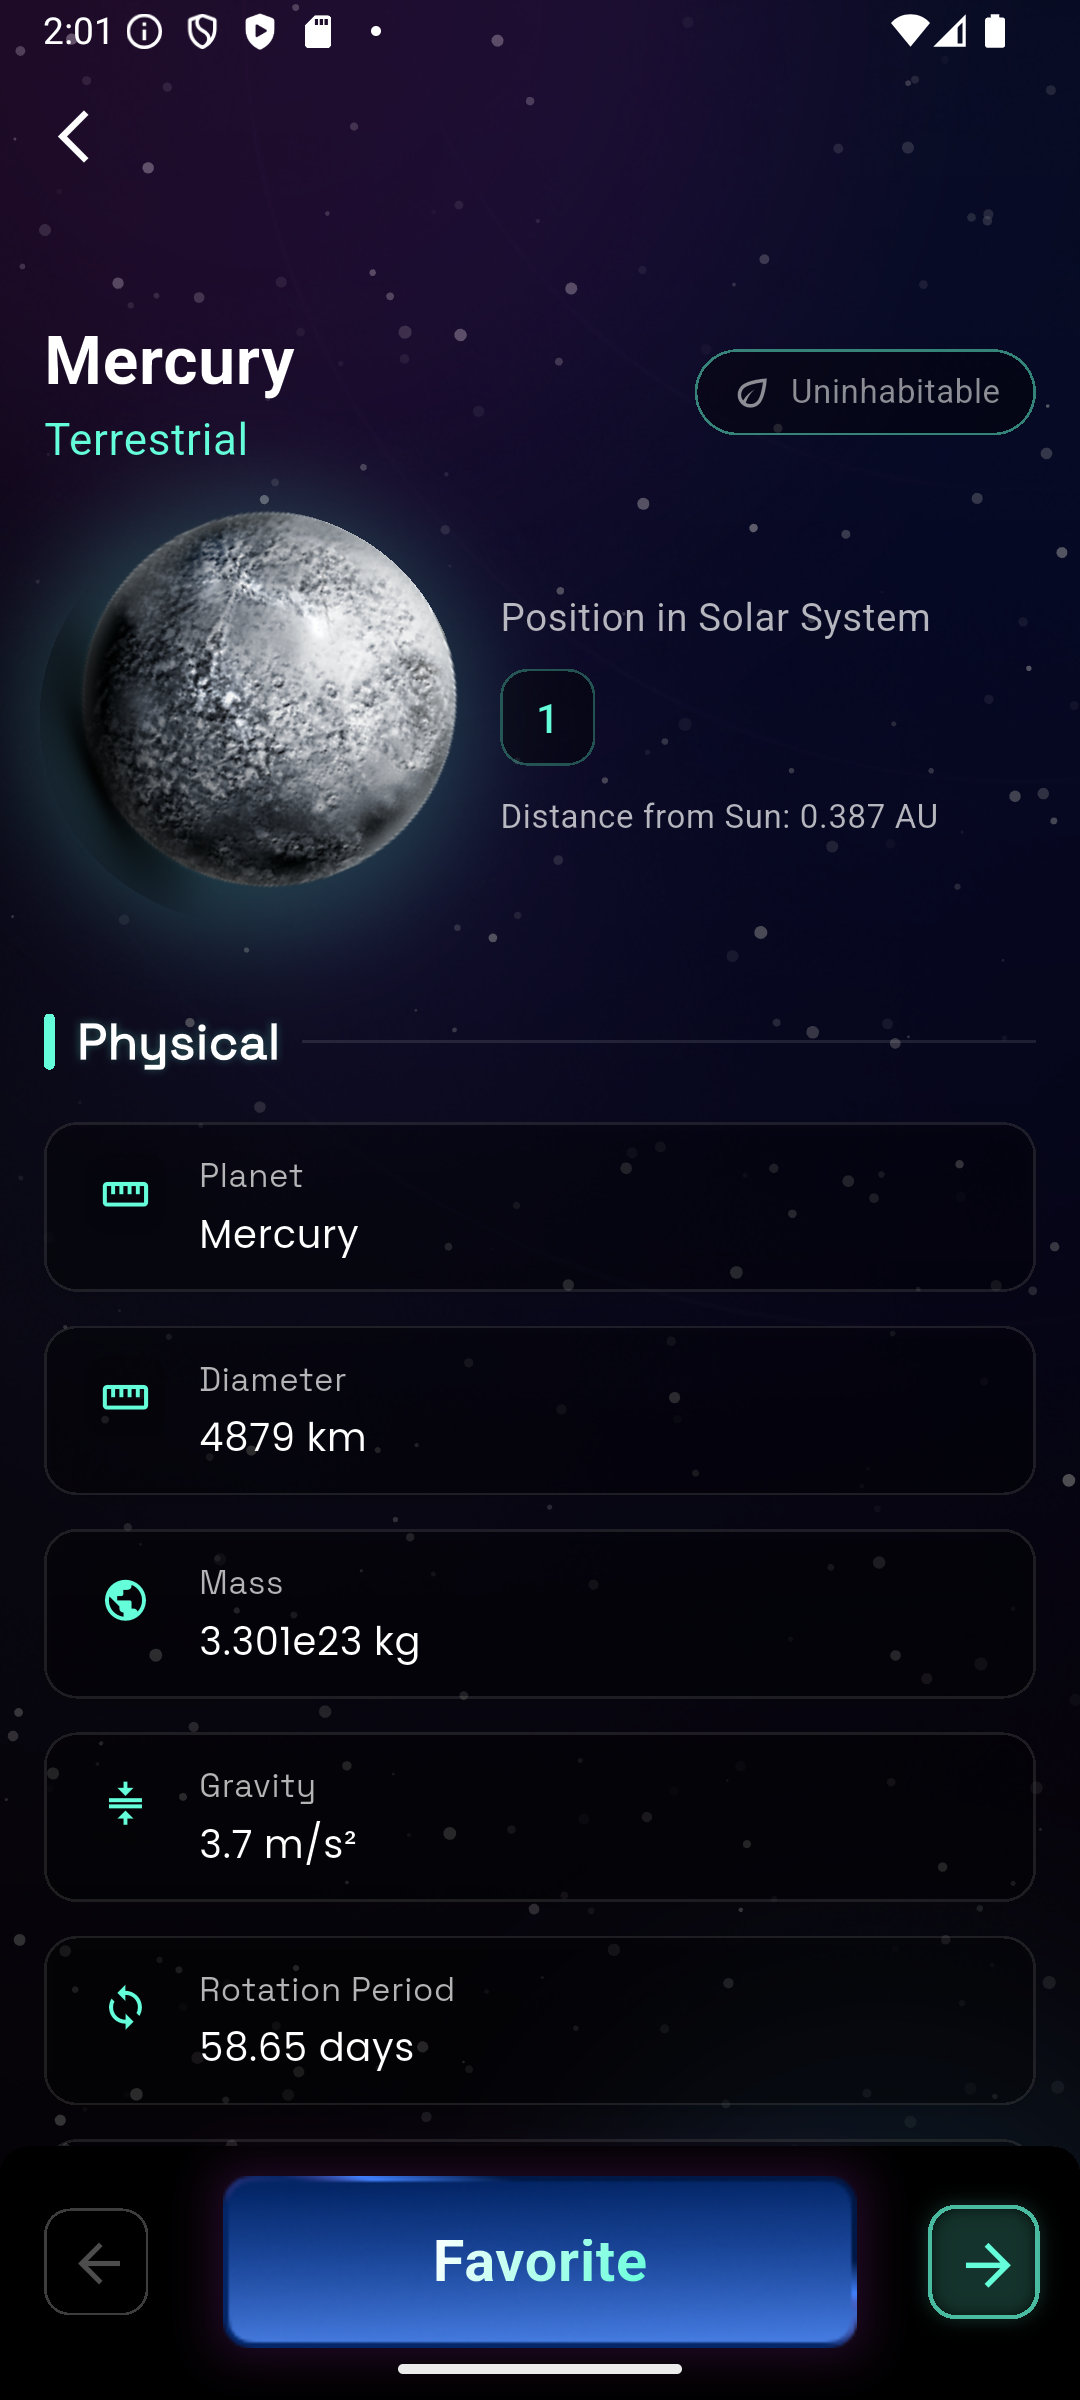 2:01
Mercury
Terrestrial
Uninhabitable
Position in Solar System
1
Distance from Sun: 0.387 AU
Physical
Planet
Mercury
Diameter
4879 km
Mass
3.301e23 kg
Gravity
3.7 m/s²
Rotation Period
58.65 days
Favorite